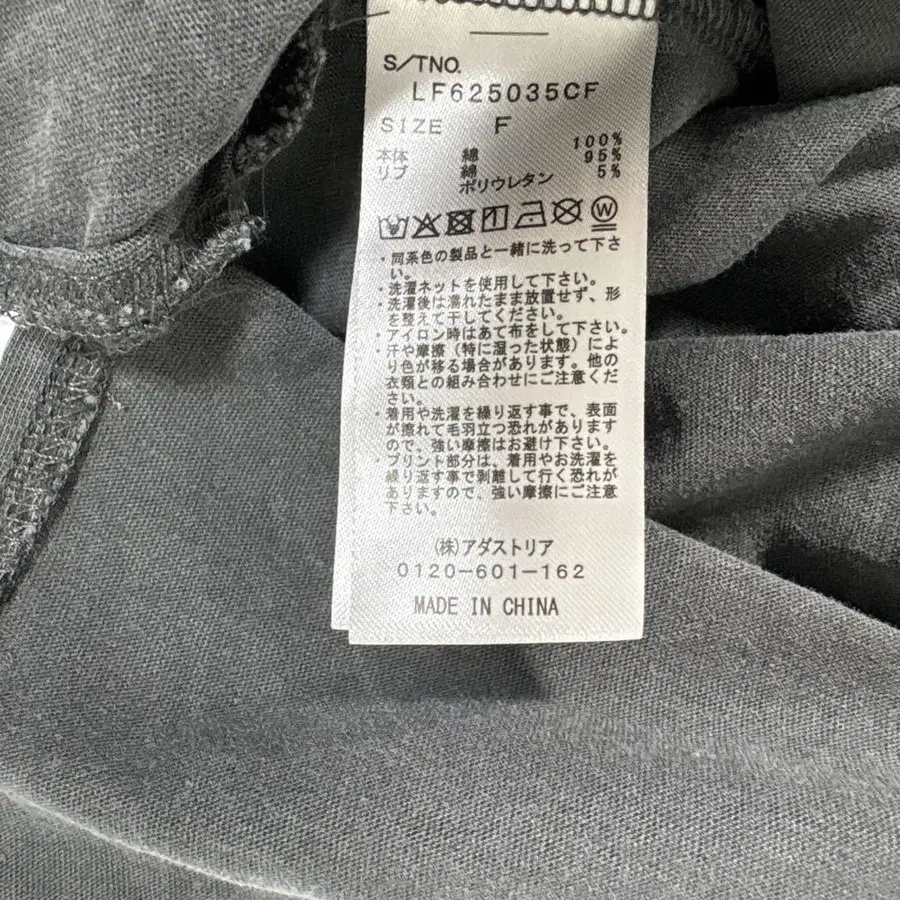 S/TNO.
LF625035CF
SIZE F
100%
本体 綿 95%
リブ 綿 5%
ポリウレタン
W
・同系色の製品と一緒に洗って下さ
い。
・洗濯ネットを使用して下さい。
・洗濯後は濡れたまま放置せず、形
を整えて干してください。
・アイロン時はあて布をして下さい。
・汗や摩擦(特に湿った状態)によ
り色が移る場合があります。他の
衣類との組み合わせにご注意くだ
さい。
・着用や洗濯を繰り返す事で、表面
が擦れて毛羽立つ恐れがあります
ので、強い摩擦はお避け下さい。
・プリント部分は、着用やお洗濯を
繰り返す事で剥離して行く恐れが
ありますので、強い摩擦にご注意
下さい。
(株)アダストリア
0120-601-162
MADE IN CHINA